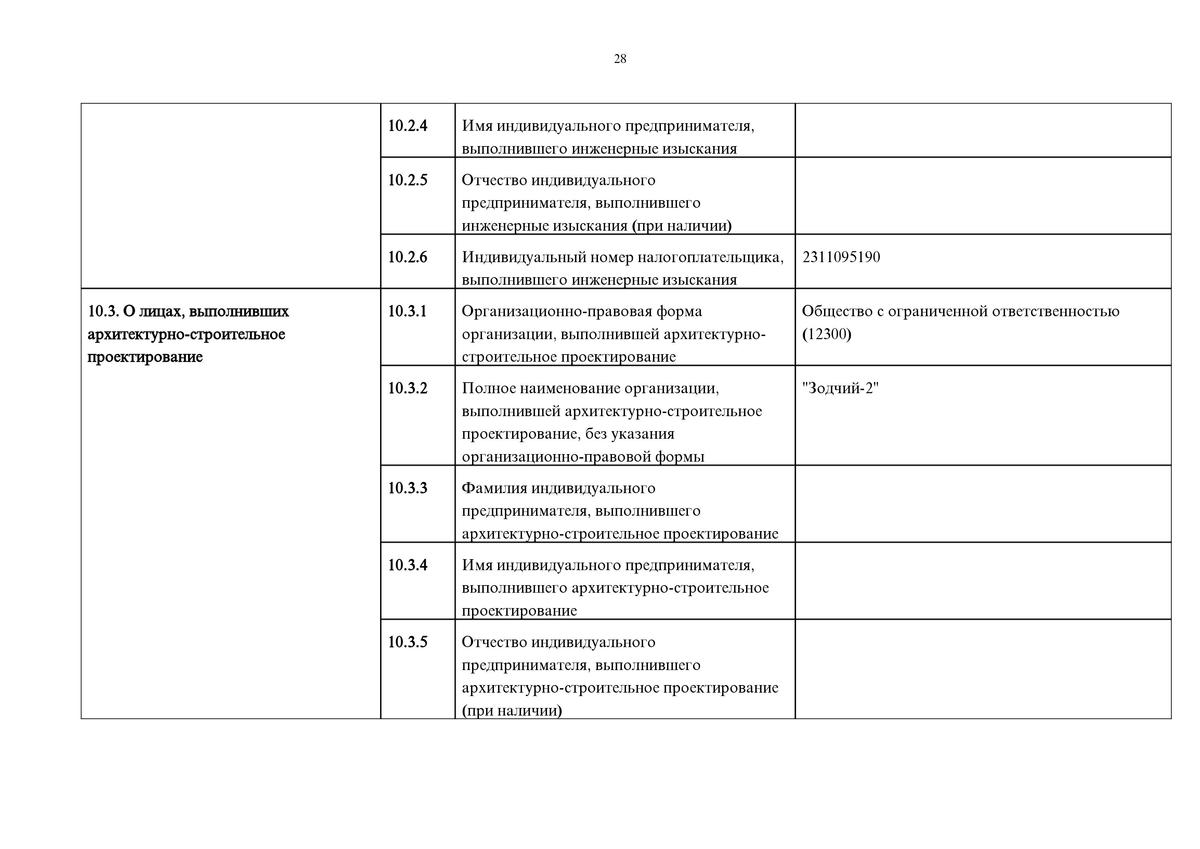 28
10.2.4
Имя индивидуального предпринимателя,
выполнившего инженерные изыскания
10.2.5
Отчество индивидуального
предпринимателя, выполнившего
инженерные изыскания (при наличии)
10.2.6
Индивидуальный номер налогоплательщика,
выполнившего инженерные изыскания
2311095190
10.3. О лицах, выполнивших
архитектурно-строительное
проектирование
10.3.1
Организационно-правовая форма
организации, выполнившей архитектурно-
строительное проектирование
Общество с ограниченной ответственностью
(12300)
10.3.2
Полное наименование организации,
выполнившей архитектурно-строительное
проектирование, без указания
организационно-правовой формы
"Зодчий-2"
10.3.3
Фамилия индивидуального
предпринимателя, выполнившего
архитектурно-строительное проектирование
10.3.4
Имя индивидуального предпринимателя,
выполнившего архитектурно-строительное
проектирование
10.3.5
Отчество индивидуального
предпринимателя, выполнившего
архитектурно-строительное проектирование
(при наличии)